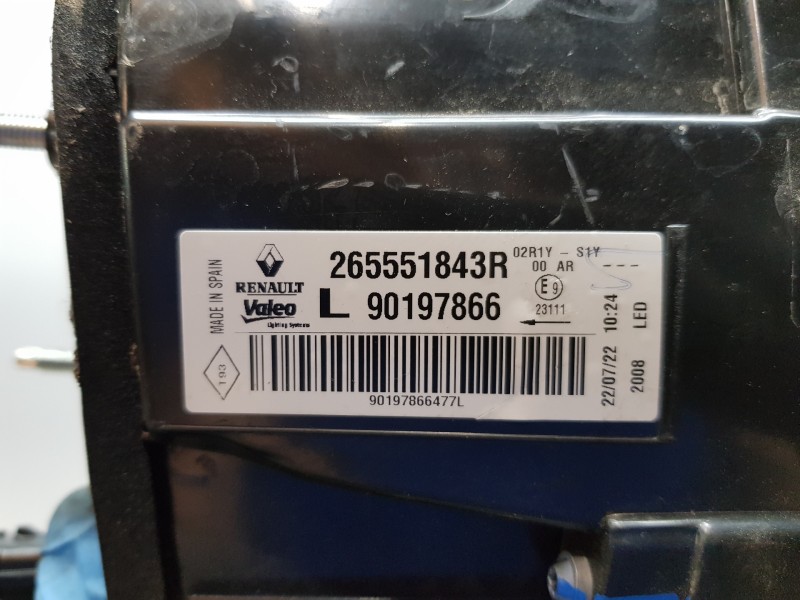 MADE IN SPAIN
193
RENAULT
Valeo
Lighting Systems
265551843R
L 90197866
02R1Y - S1Y
00 AR ---
E9
23111
90197866477L
22/07/22 10:24
2008 LED